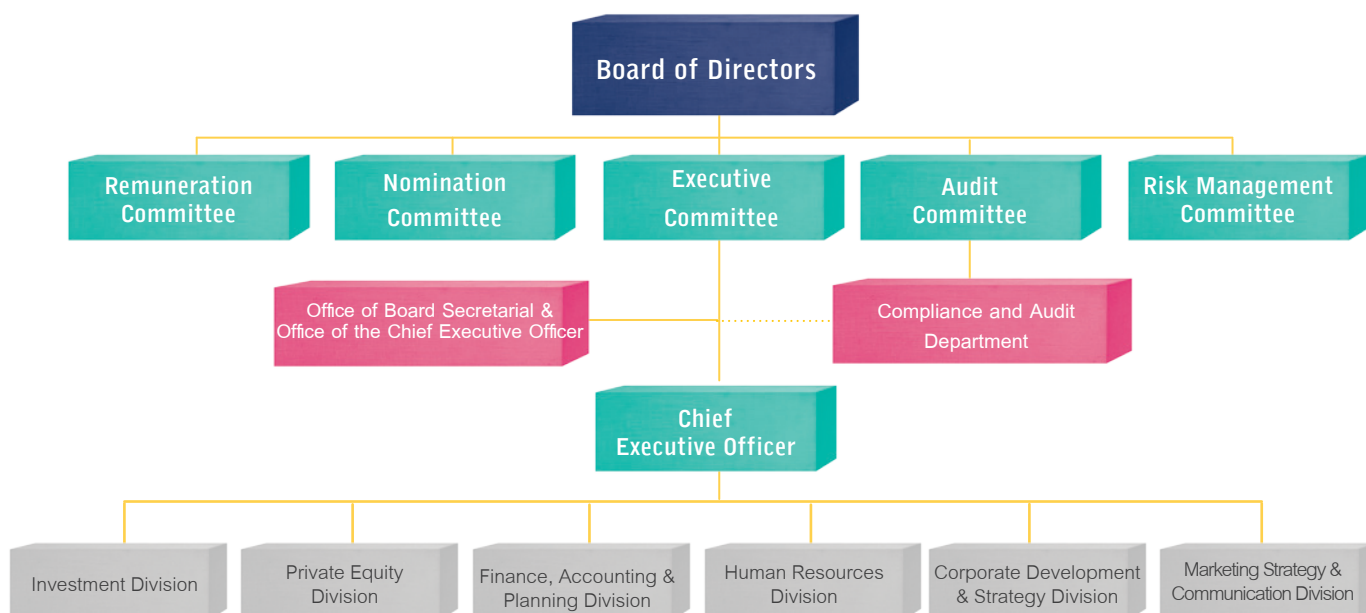 Board of Directors
Remuneration
Committee
Nomination
Committee
Executive
Committee
Audit
Committee
Risk Management
Committee
Office of Board Secretarial &
Office of the Chief Executive Officer
Compliance and Audit
Department
Chief
Executive Officer
Investment Division
Private Equity
Division
Finance, Accounting &
Planning Division
Human Resources
Division
Corporate Development
& Strategy Division
Marketing Strategy &
Communication Division